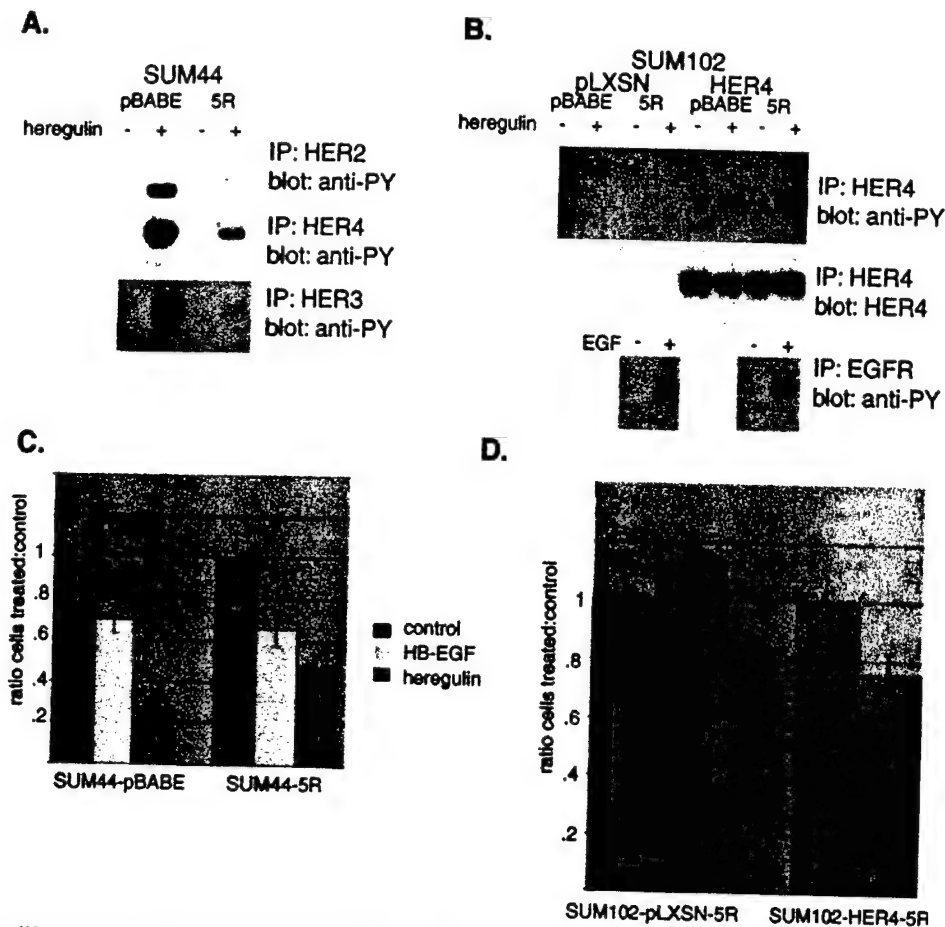 A.
SUM44
pBABE 5R
heregulin - + - +
IP: HER2
blot: anti-PY
IP: HER4
blot: anti-PY
IP: HER3
blot: anti-PY
B.
SUM102
pLXSN HER4
pBABE 5R pBABE 5R
heregulin - + - + - + - +
IP: HER4
blot: anti-PY
IP: HER4
blot: HER4
EGF - + - +
IP: EGFR
blot: anti-PY
C.
ratio cells treated:control
1
.8
.6
.4
.2
SUM44-pBABE SUM44-5R
control
HB-EGF
heregulin
D.
ratio cells treated:control
1
.8
.6
.4
.2
SUM102-pLXSN-5R SUM102-HER4-5R